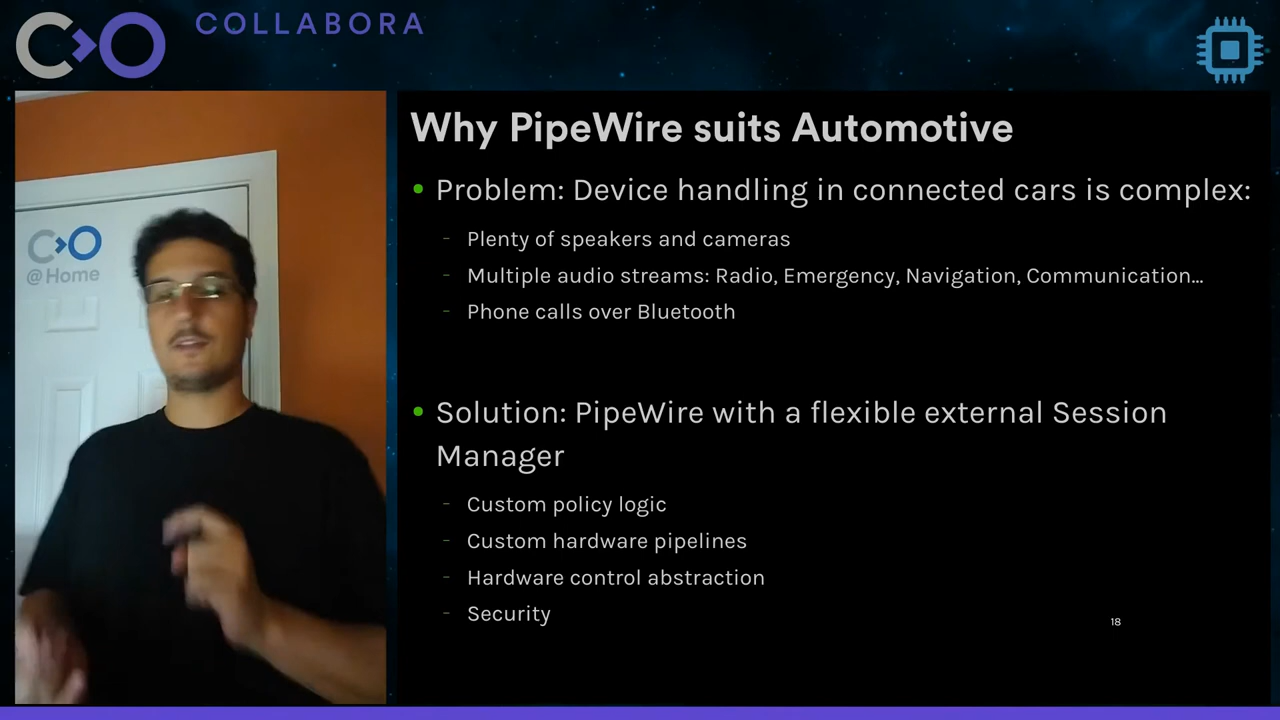 COLLABORA
@Home
Why PipeWire suits Automotive
• Problem: Device handling in connected cars is complex:
- Plenty of speakers and cameras
- Multiple audio streams: Radio, Emergency, Navigation, Communication…
- Phone calls over Bluetooth
• Solution: PipeWire with a flexible external Session
Manager
- Custom policy logic
- Custom hardware pipelines
- Hardware control abstraction
- Security
18